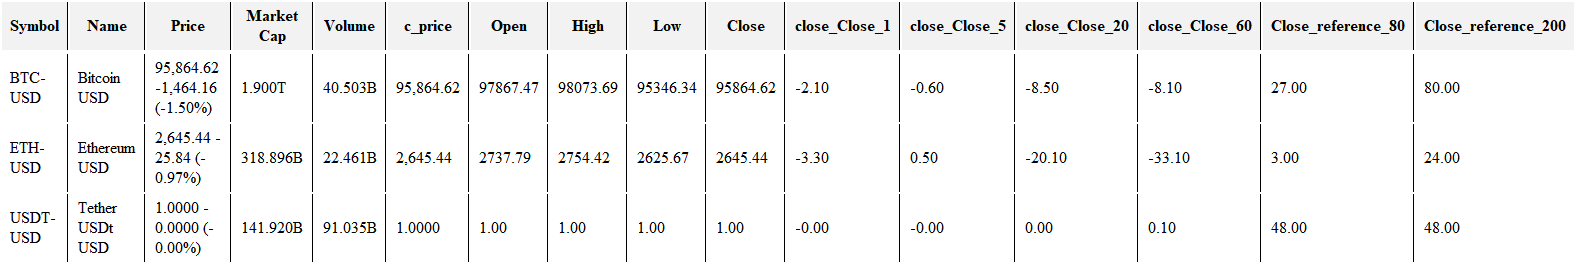 Symbol Name Price Market Cap Volume c_price Open High Low Close close_Close_1 close_Close_5 close_Close_20 close_Close_60 Close_reference_80 Close_reference_200
BTC-USD Bitcoin USD 95,864.62 -1,464.16 (-1.50%) 1.900T 40.503B 95,864.62 97867.47 98073.69 95346.34 95864.62 -2.10 -0.60 -8.50 -8.10 27.00 80.00
ETH-USD Ethereum USD 2,645.44 -25.84 (-0.97%) 318.896B 22.461B 2,645.44 2737.79 2754.42 2625.67 2645.44 -3.30 0.50 -20.10 -33.10 3.00 24.00
USDT-USD Tether USDt USD 1.0000 -0.0000 (-0.00%) 141.920B 91.035B 1.0000 1.00 1.00 1.00 1.00 -0.00 -0.00 0.00 0.10 48.00 48.00